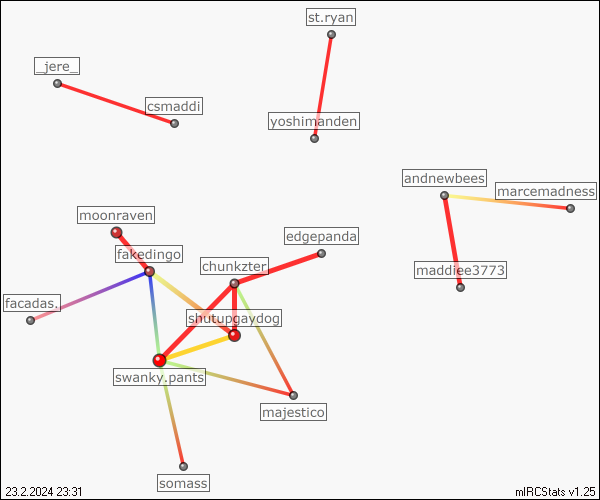 st.ryan
_jere_
csmaddi
yoshimanden
andnewbees
marcemadness
moonraven
edgepanda
fakedingo
chunkzter
maddiee3773
facadas,
shutupgaydog
swanky.pants
majestico
somass
23.2.2024 23:31
mIRCStats v1.25